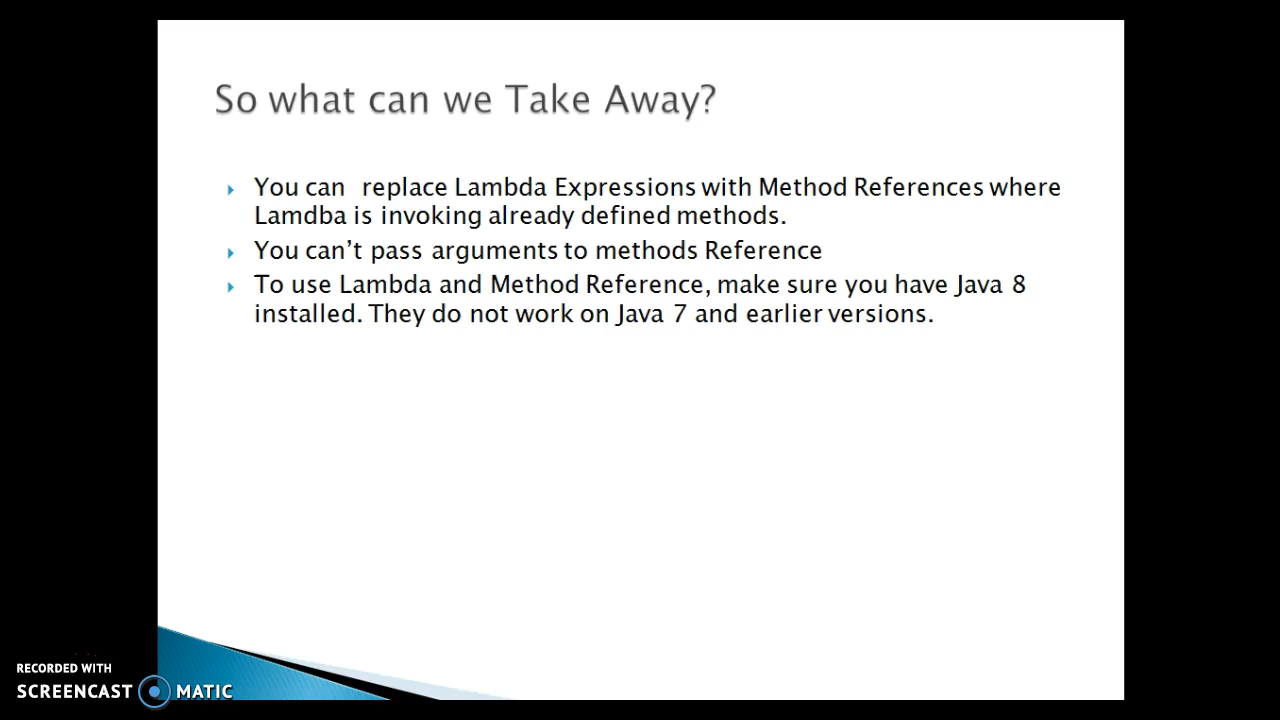 So what can we Take Away?
You can replace Lambda Expressions with Method References where
Lamdba is invoking already defined methods.
You can't pass arguments to methods Reference
To use Lambda and Method Reference, make sure you have Java 8
installed. They do not work on Java 7 and earlier versions.
RECORDED WITH
SCREENCAST MATIC